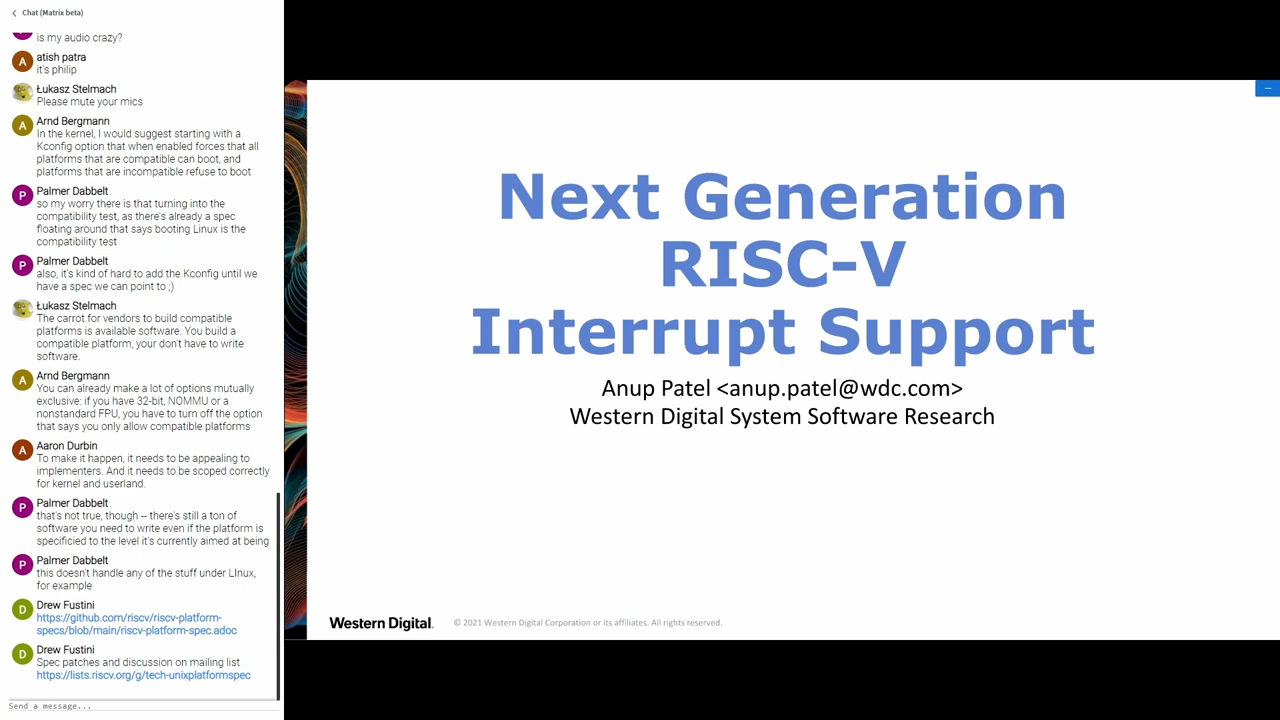 Chat (Matrix beta)
is my audio crazy?
A
atish patra
it's philip
Łukasz Stelmach
Please mute your mics
A
Arnd Bergmann
In the kernel, I would suggest starting with a
Kconfig option that when enabled forces that all
platforms that are compatible can boot, and
platforms that are incompatible refuse to boot
P
Palmer Dabbelt
so my worry there is that turning into the
compatibility test, as there's already a spec
floating around that says booting Linux is the
compatibility test
P
Palmer Dabbelt
also, it's kind of hard to add the Kconfig until we
have a spec we can point to ;)
Łukasz Stelmach
The carrot for vendors to build compatible
platforms is available software. You build a
compatible platform, your don't have to write
software.
A
Arnd Bergmann
You can already make a lot of options mutually
exclusive: if you have 32-bit, NOMMU or a
nonstandard FPU, you have to turn off the option
that says you only allow compatible platforms
A
Aaron Durbin
To make it happen, it needs to be appealing to
implementers. And it needs to be scoped correctly
for kernel and userland.
P
Palmer Dabbelt
that's not true, though -- there's still a ton of
software you need to write even if the platform is
specificied to the level it's currently aimed at being
P
Palmer Dabbelt
this doesn't handle any of the stuff under LInux,
for example
D
Drew Fustini
https://github.com/riscv/riscv-platform-
specs/blob/main/riscv-platform-spec.adoc
D
Drew Fustini
Spec patches and discussion on mailing list
https://lists.riscv.org/g/tech-unixplatformspec
Send a message...
Next Generation
RISC-V
Interrupt Support
Anup Patel <anup.patel@wdc.com>
Western Digital System Software Research
Western Digital.
© 2021 Western Digital Corporation or its affiliates. All rights reserved.